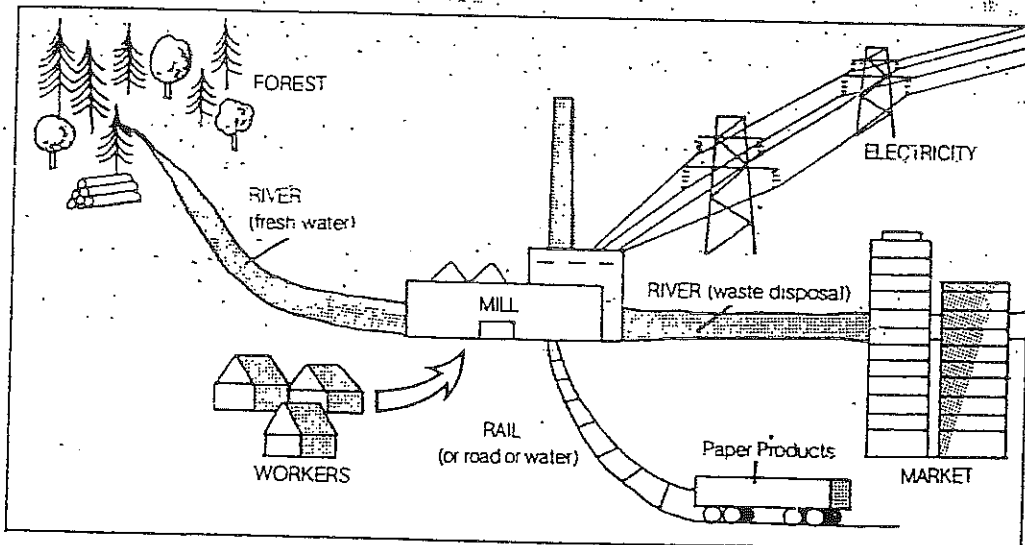 FOREST
ELECTRICITY
RIVER
(fresh water)
MILL
RIVER (waste disposal)
WORKERS
RAIL
(or road or water)
Paper Products
MARKET